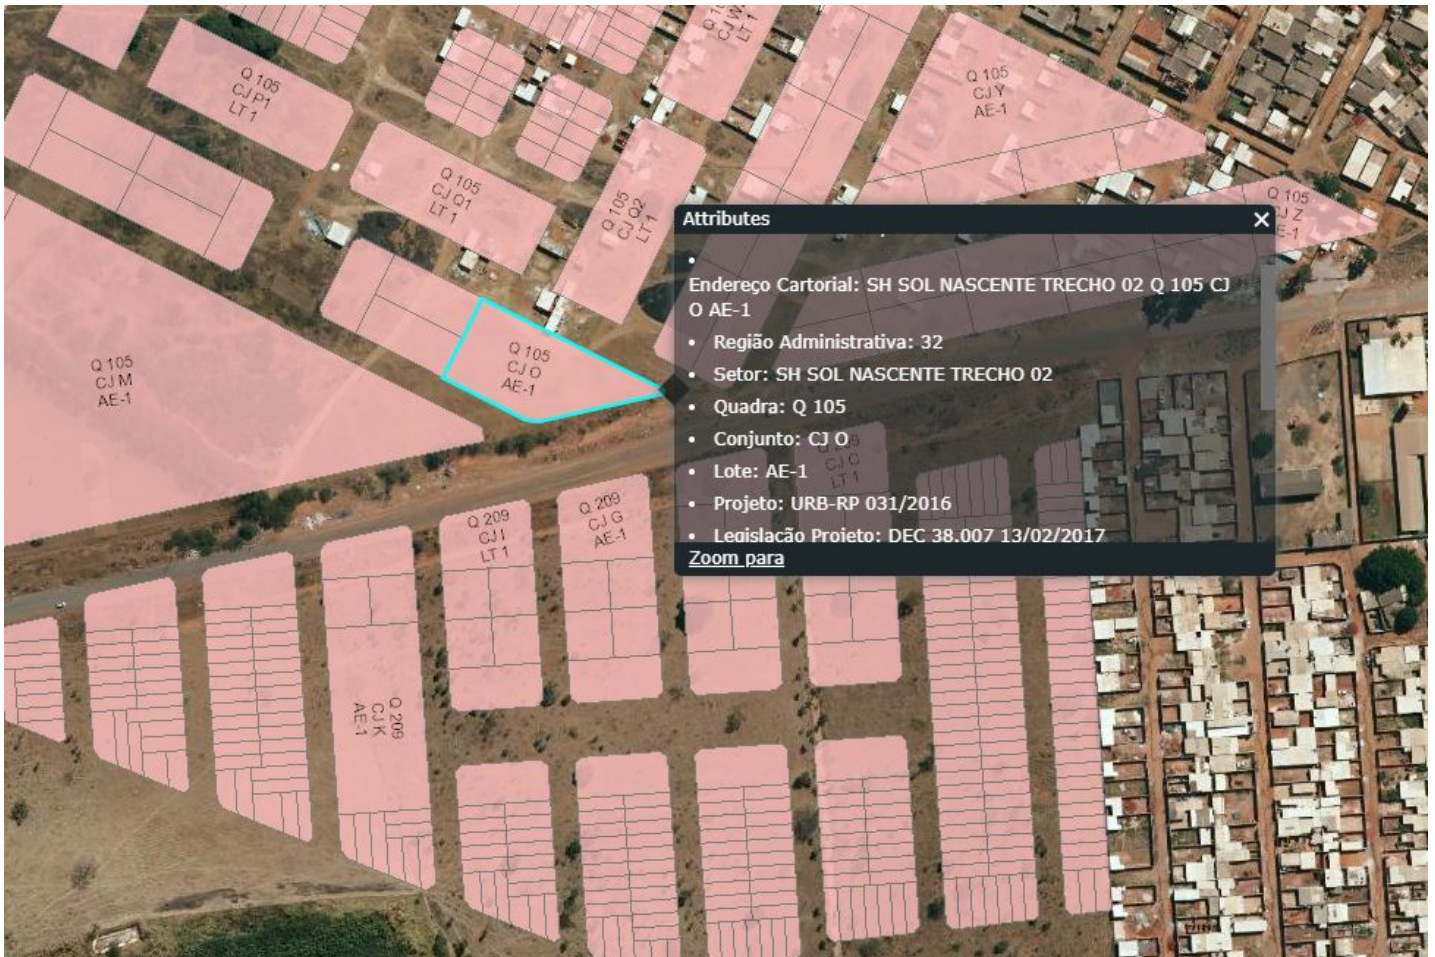 Q 105
CJ P1
LT 1
Q 105
CJ Y
AE-1
Q 105
CJ Q1
LT 1
Q 105
CJ Q2
LT 1
Q 105
Attributes
Endereço Cartorial: SH SOL NASCENTE TRECHO 02 Q 105 CJ
O AE-1
• Região Administrativa: 32
• Setor: SH SOL NASCENTE TRECHO 02
• Quadra: Q 105
• Conjunto: CJ O
• Lote: AE-1
• Projeto: URB-RP 031/2016
• Legislação Projeto: DEC 38.007 13/02/2017
Zoom para
Q 105
CJ O
AE-1
Q 105
CJ M
AE-1
CJ C
LT 1
Q 209
CJ G
AE-1
Q 209
CJ I
LT 1
Q 209
CJ K
AE-1